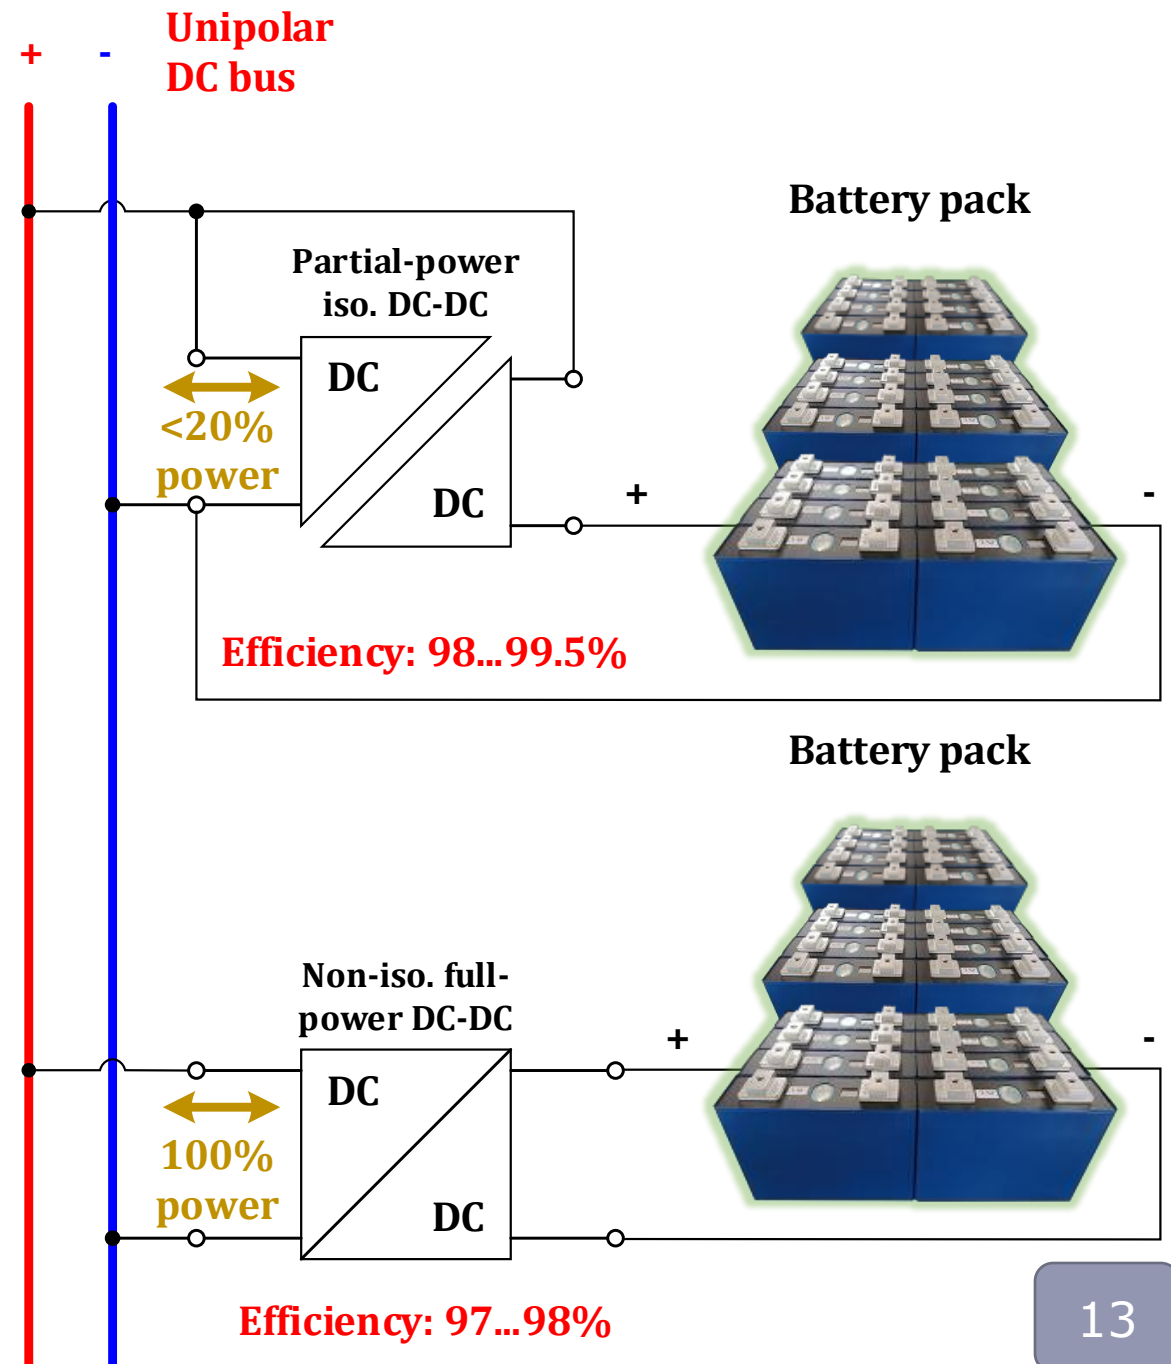 Unipolar
DC bus
+ -
Battery pack
Partial-power
iso. DC-DC
DC
<20%
power
DC
+ -
Efficiency: 98...99.5%
Battery pack
Non-iso. full-
power DC-DC
+ -
DC
100%
power
DC
Efficiency: 97...98%
13